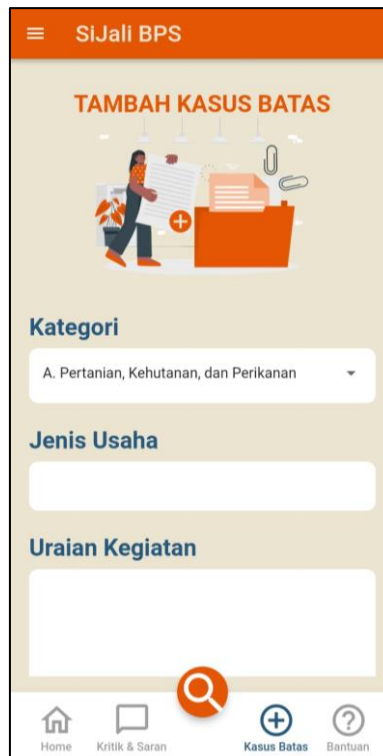 SiJali BPS
TAMBAH KASUS BATAS
Kategori
A. Pertanian, Kehutanan, dan Perikanan
Jenis Usaha
Uraian Kegiatan
Home
Kritik & Saran
Kasus Batas
Bantuan